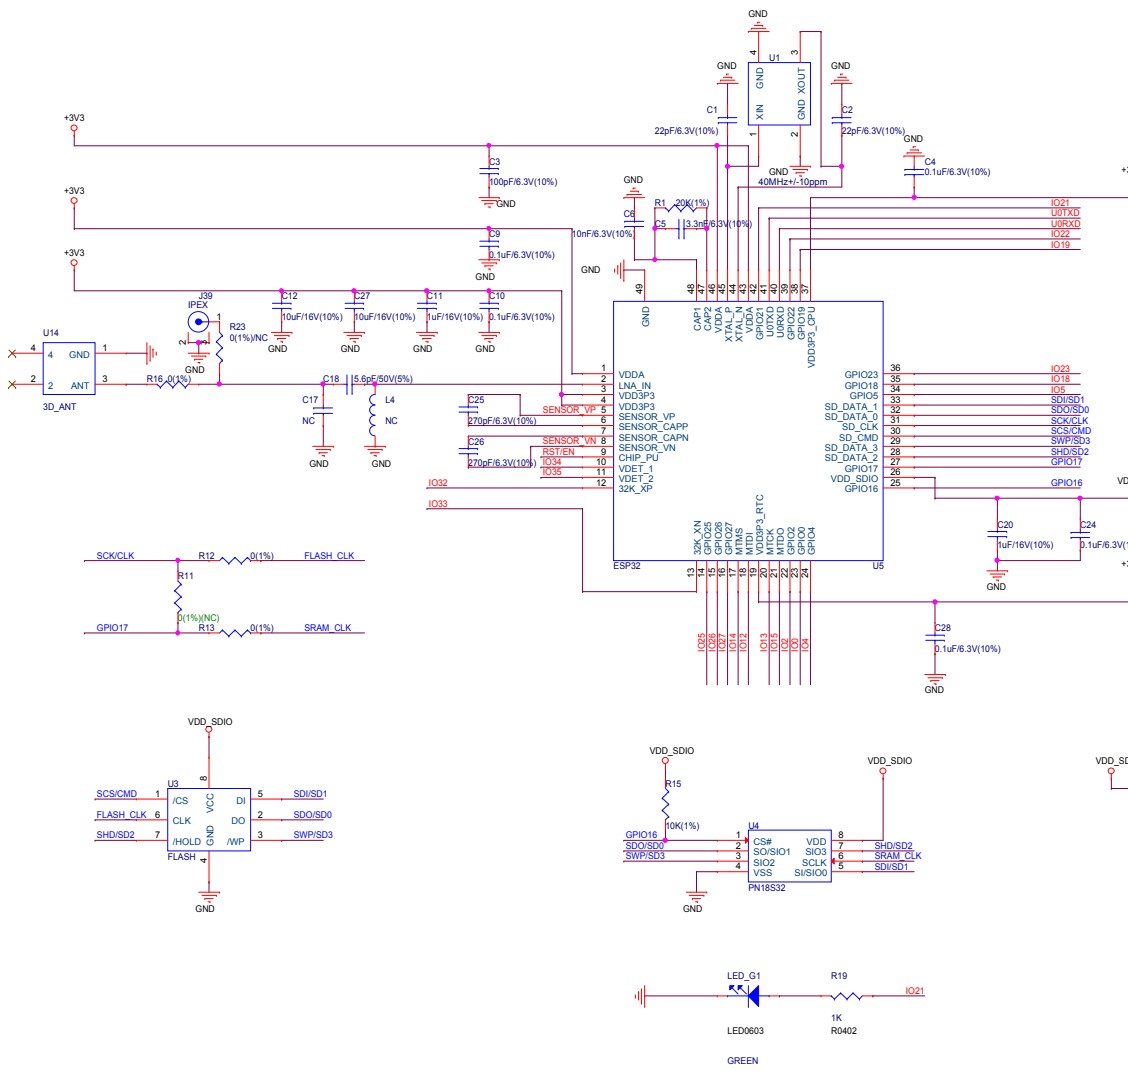 GND
GND
GND
4
3
U1
GND
XOUT
XIN
GND
1
2
C1
22pF/6.3V(10%)
C2
22pF/6.3V(10%)
GND
40MHz+/-10ppm
+3V3
C3
100pF/6.3V(10%)
GND
+3V3
C9
0.1uF/6.3V(10%)
GND
+3V3
GND
C4
0.1uF/6.3V(10%)
GND
C6
10nF/6.3V(10%)
R1
20K(1%)
C5
3.3nF/6.3V(10%)
GND
IO21
U0TXD
U0RXD
IO22
IO19
C12
10uF/16V(10%)
GND
C27
10uF/16V(10%)
GND
C11
1uF/16V(10%)
GND
C10
0.1uF/6.3V(10%)
GND
J39
IPEX
1
2
3
GND
R23
0(1%)/NC
U14
4
4
GND
1
2
2
ANT
3
3D_ANT
R16
0(1%)
C17
NC
GND
C18
5.6pF/50V(5%)
L4
NC
GND
C25
270pF/6.3V(10%)
C26
270pF/6.3V(10%)
SENSOR_VP
SENSOR_VN
RST/EN
IO34
IO35
IO32
IO33
49
48
47
46
45
44
43
42
41
40
39
38
37
GND
CAP1
CAP2
VDDA
XTAL_P
XTAL_N
VDDA
GPIO21
U0TXD
U0RXD
GPIO22
GPIO19
VDD3P3_CPU
1
VDDA
2
LNA_IN
3
VDD3P3
4
VDD3P3
5
SENSOR_VP
6
SENSOR_CAPP
7
SENSOR_CAPN
8
SENSOR_VN
9
CHIP_PU
10
VDET_1
11
VDET_2
12
32K_XP
GPIO23
36
IO23
GPIO18
35
IO18
GPIO5
34
IO5
SD_DATA_1
33
SDI/SD1
SD_DATA_0
32
SDO/SD0
SD_CLK
31
SCK/CLK
SD_CMD
30
SCS/CMD
SD_DATA_3
29
SWP/SD3
SD_DATA_2
28
SHD/SD2
GPIO17
27
GPIO17
VDD_SDIO
26
GPIO16
25
GPIO16
32K_XN
GPIO25
GPIO26
GPIO27
MTMS
MTDI
VDD3P3_RTC
MTCK
MTDO
GPIO2
GPIO0
GPIO4
ESP32
U5
13
14
15
16
17
18
19
20
21
22
23
24
IO25
IO26
IO27
IO14
IO12
IO13
IO15
IO2
IO0
IO4
C20
1uF/16V(10%)
GND
C24
0.1uF/6.3V(1
C28
0.1uF/6.3V(10%)
GND
SCK/CLK
R12
0(1%)
FLASH_CLK
R11
0(1%)(NC)
GPIO17
R13
0(1%)
SRAM_CLK
VDD_SDIO
U3
8
SCS/CMD
1
/CS
VCC
DI
5
SDI/SD1
FLASH_CLK
6
CLK
DO
2
SDO/SD0
SHD/SD2
7
/HOLD
GND
/WP
3
SWP/SD3
FLASH
4
GND
VDD_SDIO
R15
10K(1%)
VDD_SDIO
U4
GPIO16
1
CS#
VDD
8
SDO/SD0
2
SO/SIO1
SIO3
7
SHD/SD2
SWP/SD3
3
SIO2
SCLK
6
SRAM_CLK
4
VSS
SI/SIO0
5
SDI/SD1
PN18S32
GND
LED_G1
R19
IO21
1K
LED0603
R0402
GREEN